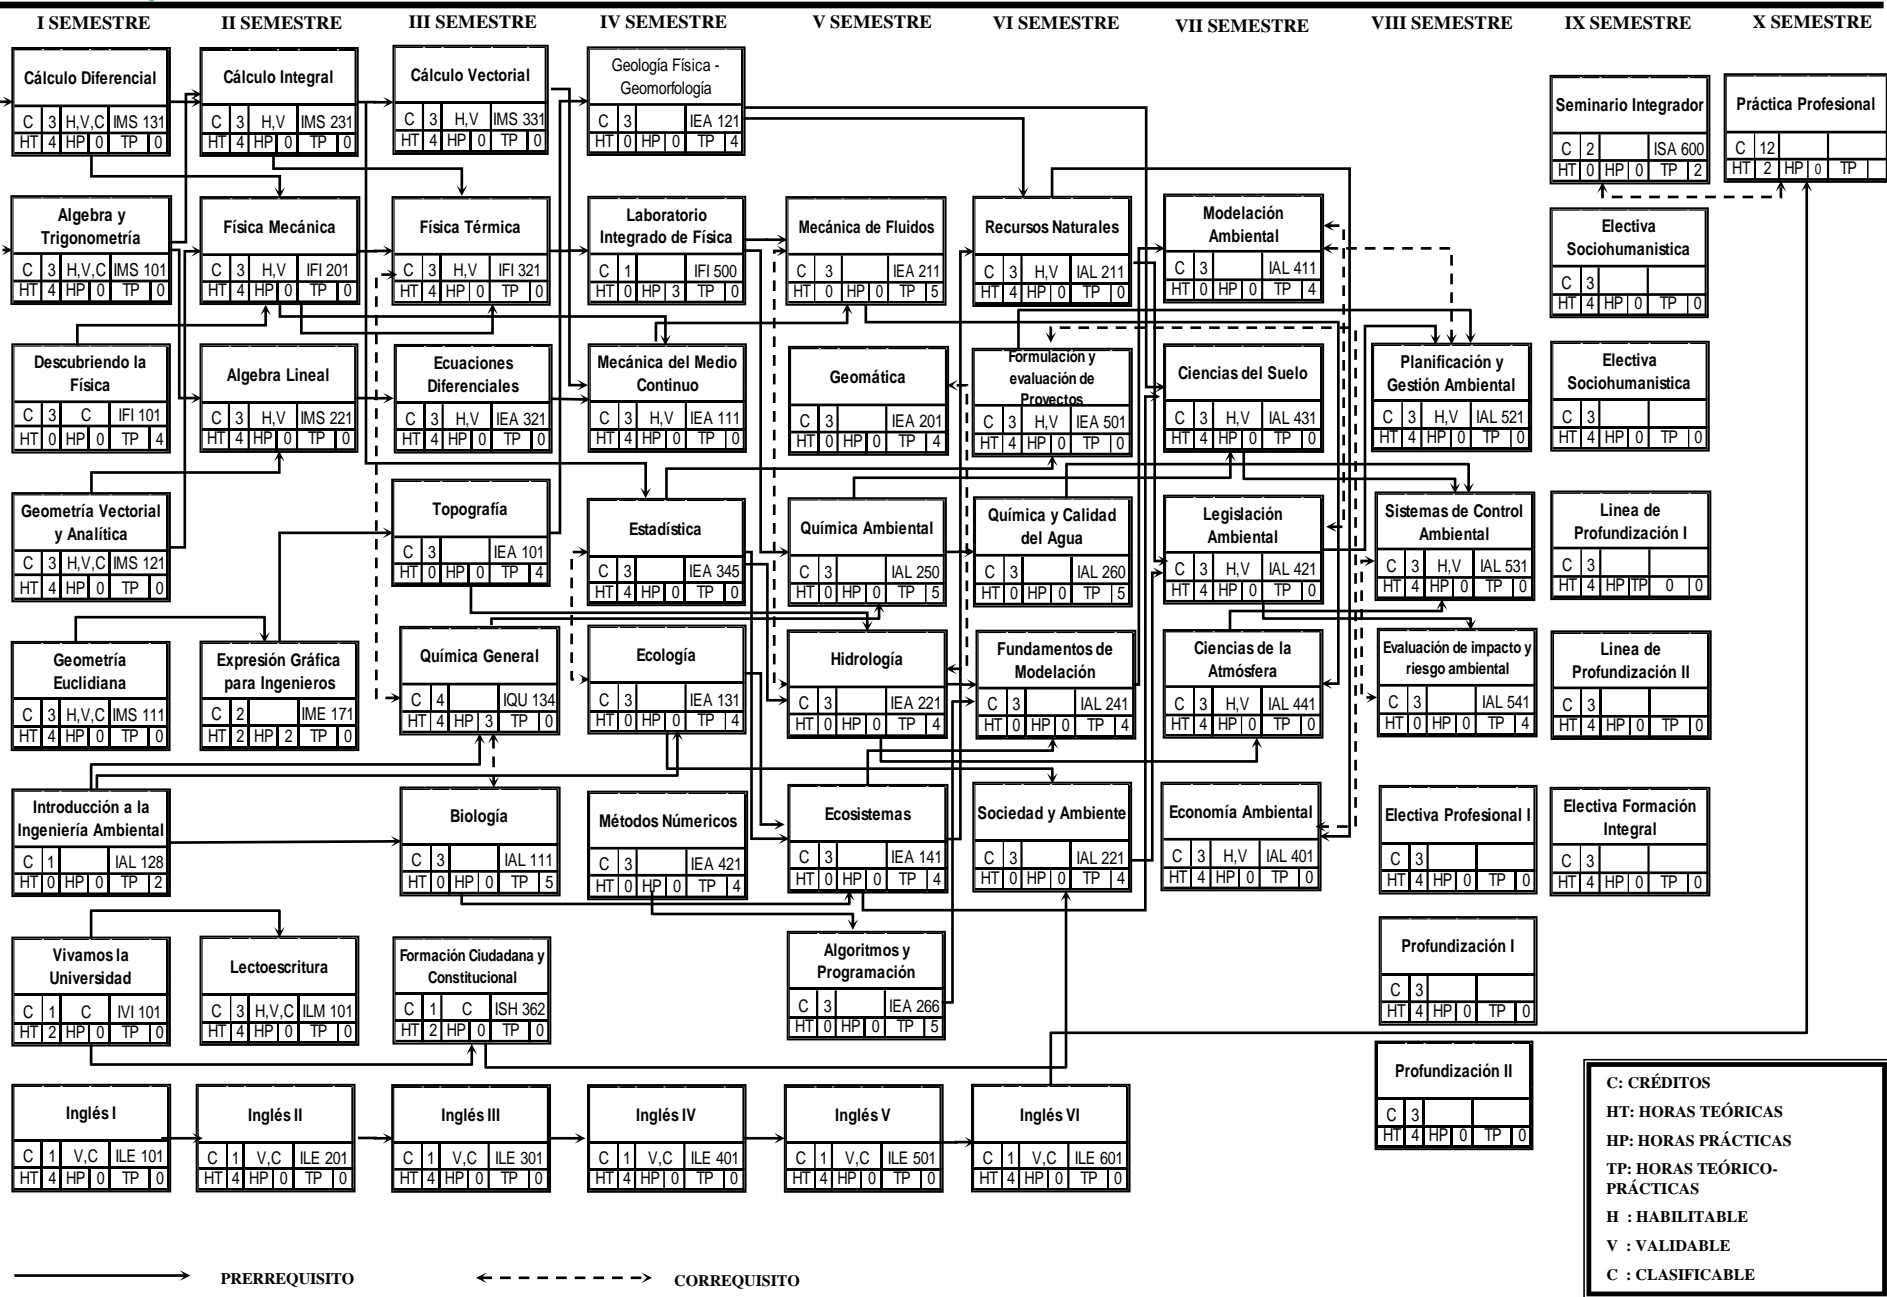 I SEMESTRE
II SEMESTRE
III SEMESTRE
IV SEMESTRE
V SEMESTRE
VI SEMESTRE
VII SEMESTRE
VIII SEMESTRE
IX SEMESTRE
X SEMESTRE
Cálculo Diferencial
C 3 H,V,C IMS 131
HT 4 HP 0 TP 0
Algebra y
Trigonometría
C 3 H,V,C IMS 101
HT 4 HP 0 TP 0
Descubriendo la
Física
C 3 C IFI 101
HT 0 HP 0 TP 4
Geometría Vectorial
y Analítica
C 3 H,V,C IMS 121
HT 4 HP 0 TP 0
Geometría
Euclidiana
C 3 H,V,C IMS 111
HT 4 HP 0 TP 0
Introducción a la
Ingeniería Ambiental
C 1 IAL 128
HT 0 HP 0 TP 2
Vivamos la
Universidad
C 1 C IVI 101
HT 2 HP 0 TP 0
Inglés I
C 1 V,C ILE 101
HT 4 HP 0 TP 0
Cálculo Integral
C 3 H,V IMS 231
HT 4 HP 0 TP 0
Física Mecánica
C 3 H,V IFI 201
HT 4 HP 0 TP 0
Algebra Lineal
C 3 H,V IMS 221
HT 4 HP 0 TP 0
Expresión Gráfica
para Ingenieros
C 2 IME 171
HT 2 HP 2 TP 0
Lectoescritura
C 3 H,V,C ILM 101
HT 4 HP 0 TP 0
Inglés II
C 1 V,C ILE 201
HT 4 HP 0 TP 0
Cálculo Vectorial
C 3 H,V IMS 331
HT 4 HP 0 TP 0
Física Térmica
C 3 H,V IFI 321
HT 4 HP 0 TP 0
Ecuaciones
Diferenciales
C 3 H,V IEA 321
HT 4 HP 0 TP 0
Topografía
C 3 IEA 101
HT 0 HP 0 TP 4
Química General
C 4 IQU 134
HT 4 HP 3 TP 0
Biología
C 3 IAL 111
HT 0 HP 0 TP 5
Formación Ciudadana y
Constitucional
C 1 C ISH 362
HT 2 HP 0 TP 0
Inglés III
C 1 V,C ILE 301
HT 4 HP 0 TP 0
Geología Física -
Geomorfología
C 3 IEA 121
HT 0 HP 0 TP 4
Laboratorio
Integrado de Física
C 1 IFI 500
HT 0 HP 3 TP 0
Mecánica del Medio
Continuo
C 3 H,V IEA 111
HT 4 HP 0 TP 0
Estadística
C 3 IEA 345
HT 4 HP 0 TP 0
Ecología
C 3 IEA 131
HT 0 HP 0 TP 4
Métodos Númericos
C 3 IEA 421
HT 0 HP 0 TP 4
Inglés IV
C 1 V,C ILE 401
HT 4 HP 0 TP 0
Mecánica de Fluidos
C 3 IEA 211
HT 0 HP 0 TP 5
Geomática
C 3 IEA 201
HT 0 HP 0 TP 4
Química Ambiental
C 3 IAL 250
HT 0 HP 0 TP 5
Hidrología
C 3 IEA 221
HT 0 HP 0 TP 4
Ecosistemas
C 3 IEA 141
HT 0 HP 0 TP 4
Algoritmos y
Programación
C 3 IEA 266
HT 0 HP 0 TP 5
Inglés V
C 1 V,C ILE 501
HT 4 HP 0 TP 0
Recursos Naturales
C 3 H,V IAL 211
HT 4 HP 0 TP 0
Formulación y
evaluación de
Proyectos
C 3 H,V IEA 501
HT 4 HP 0 TP 0
Química y Calidad
del Agua
C 3 IAL 260
HT 0 HP 0 TP 5
Fundamentos de
Modelación
C 3 IAL 241
HT 0 HP 0 TP 4
Sociedad y Ambiente
C 3 IAL 221
HT 0 HP 0 TP 4
Inglés VI
C 1 V,C ILE 601
HT 4 HP 0 TP 0
Modelación
Ambiental
C 3 IAL 411
HT 0 HP 0 TP 4
Ciencias del Suelo
C 3 H,V IAL 431
HT 4 HP 0 TP 0
Legislación
Ambiental
C 3 H,V IAL 421
HT 4 HP 0 TP 0
Ciencias de la
Atmósfera
C 3 H,V IAL 441
HT 4 HP 0 TP 0
Economía Ambiental
C 3 H,V IAL 401
HT 4 HP 0 TP 0
Planificación y
Gestión Ambiental
C 3 H,V IAL 521
HT 4 HP 0 TP 0
Sistemas de Control
Ambiental
C 3 H,V IAL 531
HT 4 HP 0 TP 0
Evaluación de impacto y
riesgo ambiental
C 3 IAL 541
HT 0 HP 0 TP 4
Electiva Profesional I
C 3
HT 4 HP 0 TP 0
Profundización I
C 3
HT 4 HP 0 TP 0
Profundización II
C 3
HT 4 HP 0 TP 0
Seminario Integrador
C 2 ISA 600
HT 0 HP 0 TP 2
Electiva
Sociohumanistica
C 3
HT 4 HP 0 TP 0
Electiva
Sociohumanistica
C 3
HT 4 HP 0 TP 0
Linea de
Profundización I
C 3
HT 4 HP TP 0 0
Linea de
Profundización II
C 3
HT 4 HP 0 TP 0
Electiva Formación
Integral
C 3
HT 4 HP 0 TP 0
Práctica Profesional
C 12
HT 2 HP 0 TP
C: CRÉDITOS
HT: HORAS TEÓRICAS
HP: HORAS PRÁCTICAS
TP: HORAS TEÓRICO-
PRÁCTICAS
H : HABILITABLE
V : VALIDABLE
C : CLASIFICABLE
PRERREQUISITO
CORREQUISITO